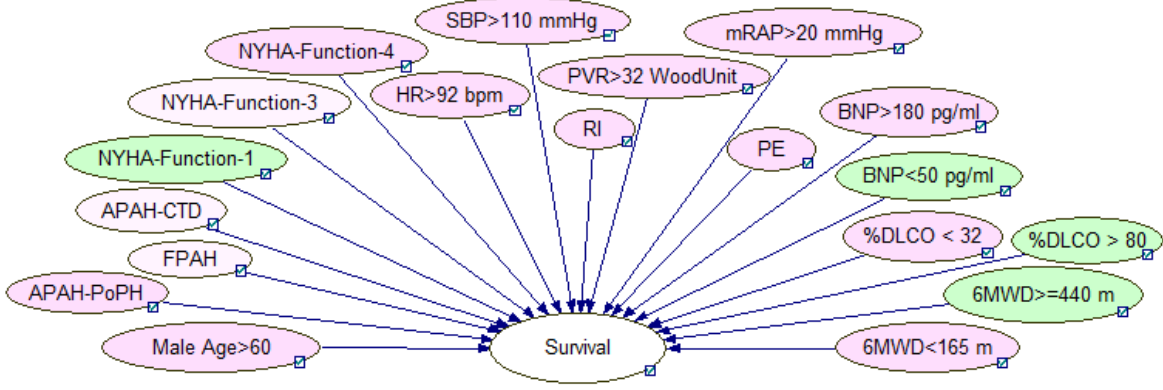 SBP>110 mmHg
mRAP>20 mmHg
NYHA-Function-4
PVR>32 WoodUnit
HR>92 bpm
NYHA-Function-3
BNP>180 pg/ml
RI
PE
NYHA-Function-1
BNP<50 pg/ml
APAH-CTD
%DLCO < 32
%DLCO > 80
FPAH
APAH-PoPH
6MWD>=440 m
Male Age>60
Survival
6MWD<165 m